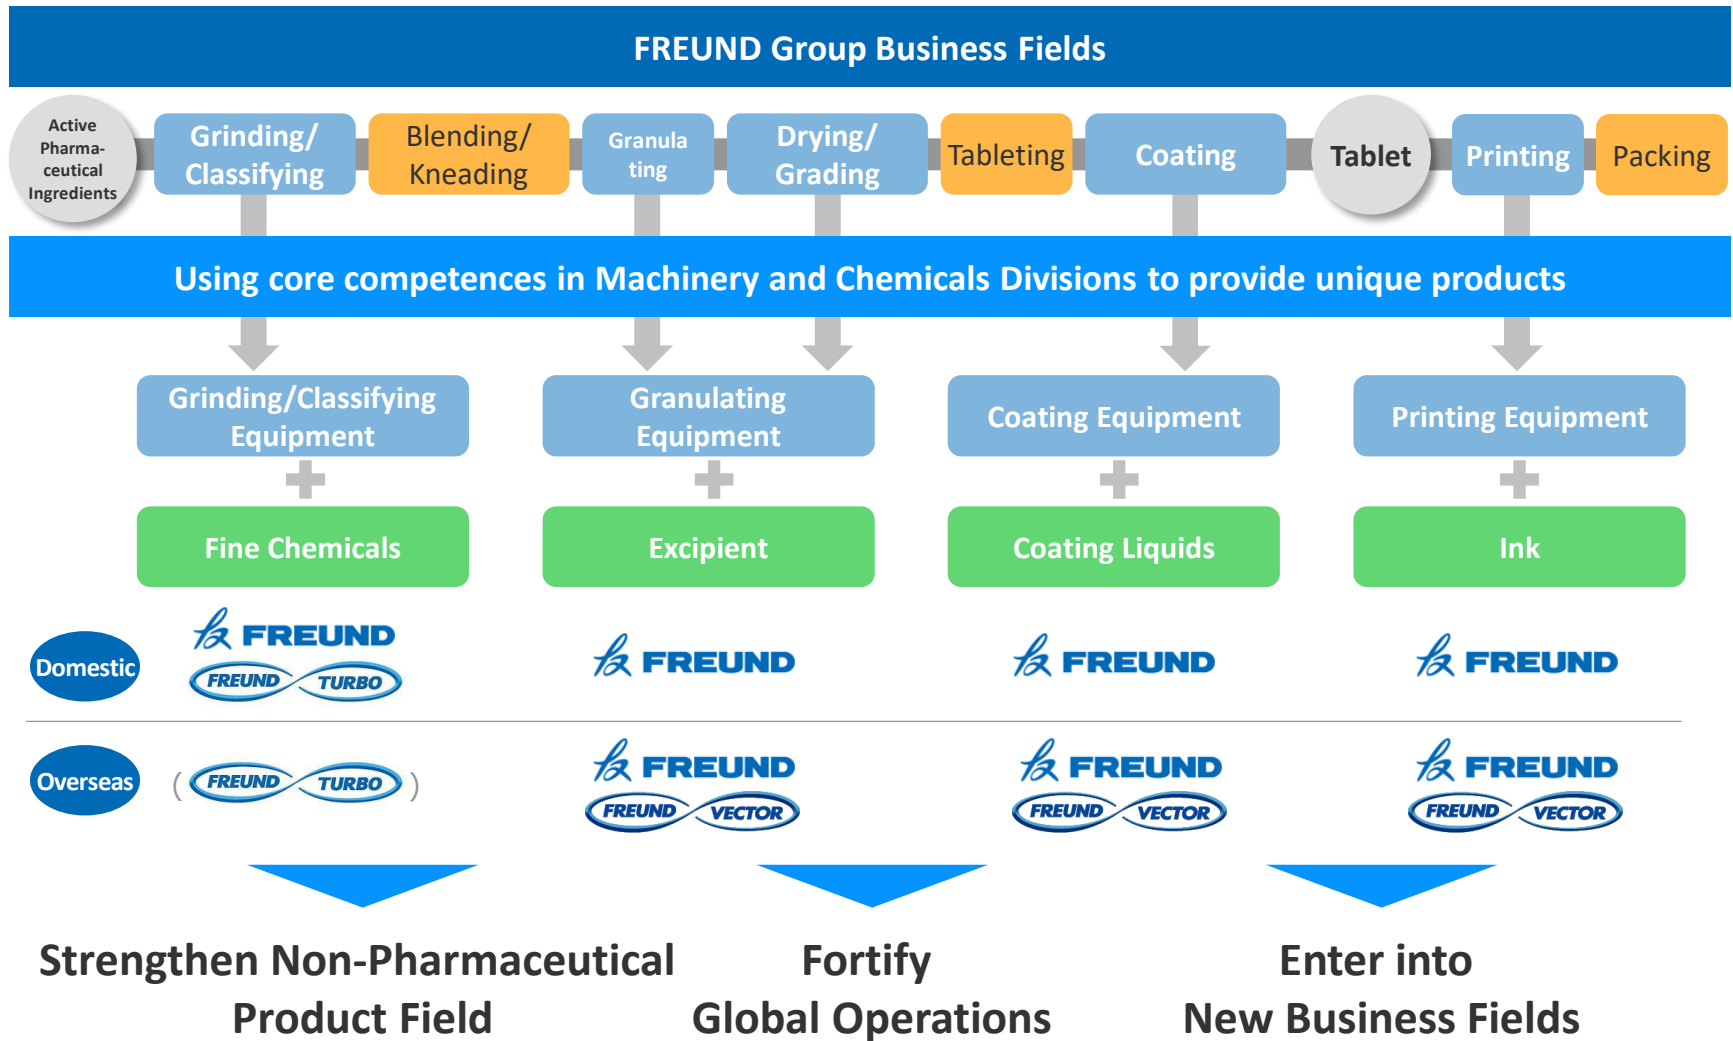 FREUND Group Business Fields
Active
Pharma-
ceutical
Ingredients
Grinding/
Classifying
Blending/
Kneading
Granula
ting
Drying/
Grading
Tableting
Coating
Tablet
Printing
Packing
Using core competences in Machinery and Chemicals Divisions to provide unique products
Grinding/Classifying
Equipment
Granulating
Equipment
Coating Equipment
Printing Equipment
Fine Chemicals
Excipient
Coating Liquids
Ink
Domestic
FREUND
FREUND TURBO
FREUND
FREUND
FREUND
Overseas
( FREUND TURBO )
FREUND
FREUND VECTOR
FREUND
FREUND VECTOR
FREUND
FREUND VECTOR
Strengthen Non-Pharmaceutical
Product Field
Fortify
Global Operations
Enter into
New Business Fields